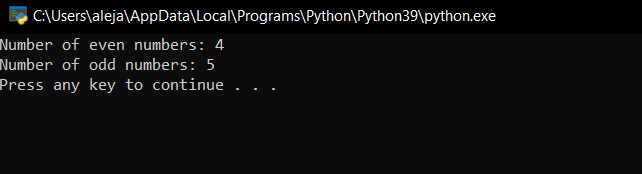 C:\Users\aleja\AppData\Local\Programs\Python\Python39\python.exe
Number of even numbers: 4
Number of odd numbers: 5
Press any key to continue . . .